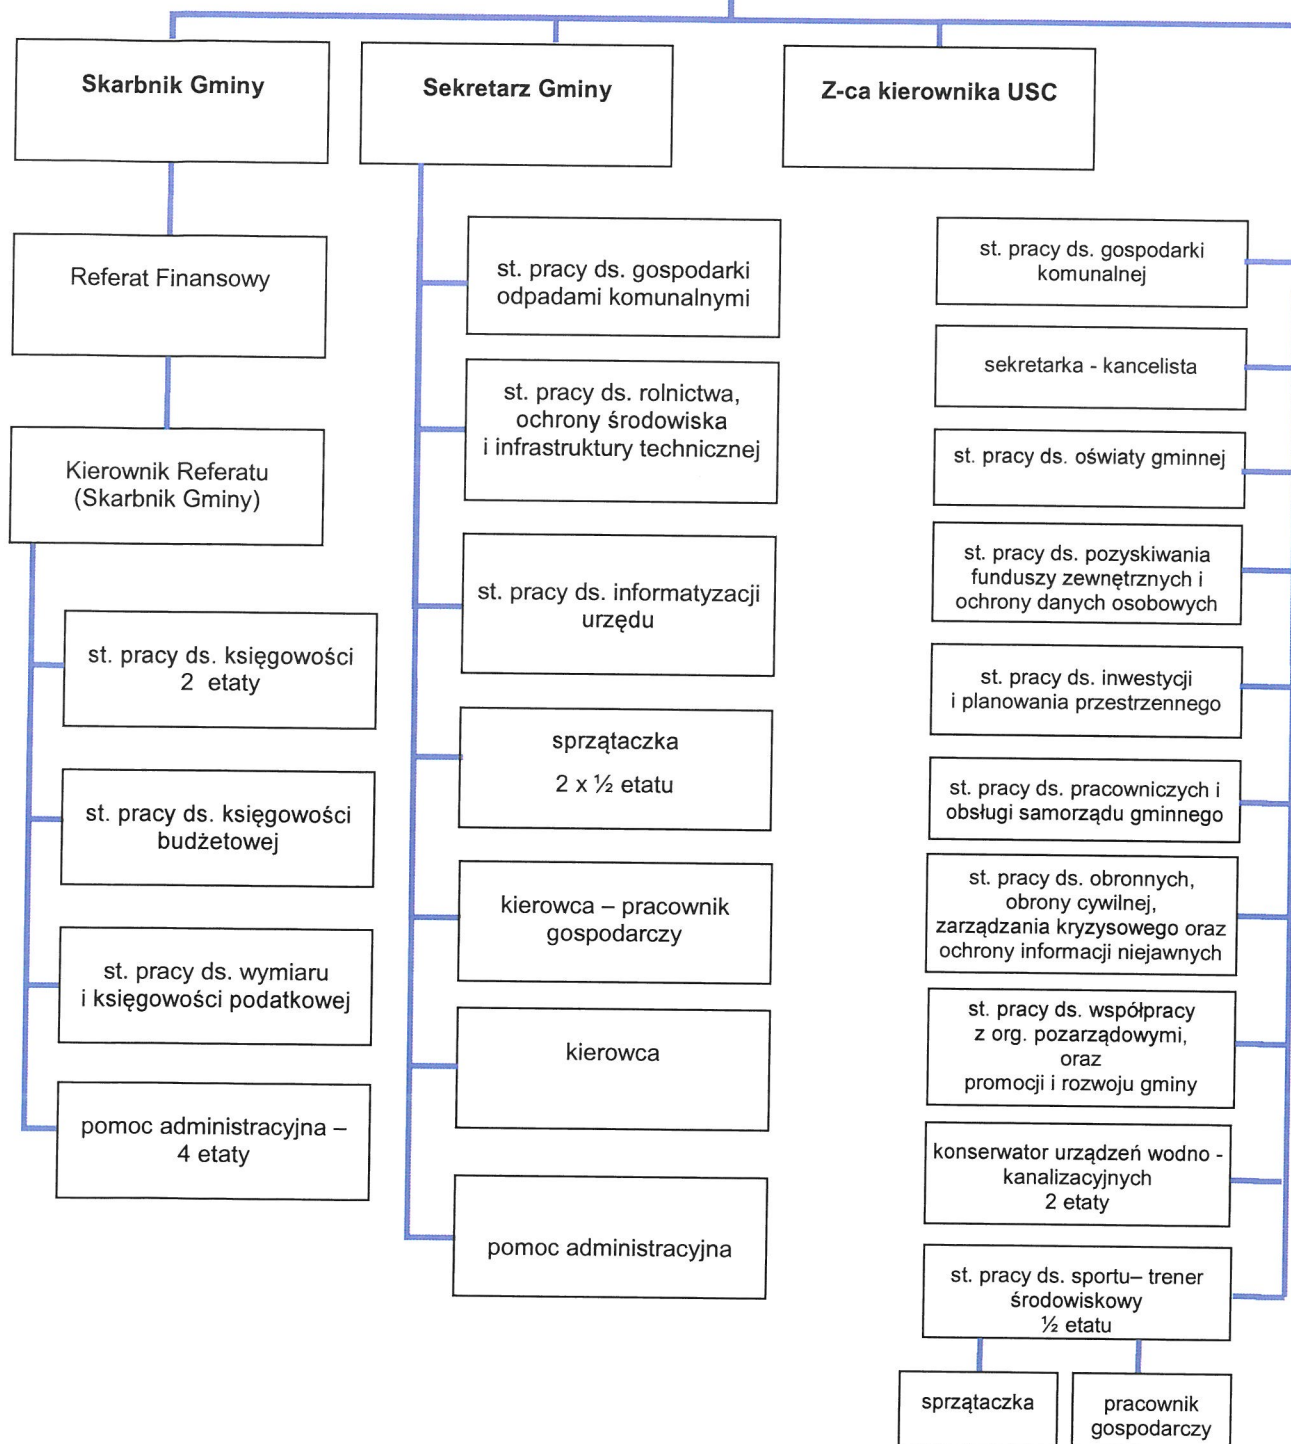 Skarbnik Gminy
Sekretarz Gminy
Z-ca kierownika USC
Referat Finansowy
Kierownik Referatu
(Skarbnik Gminy)
st. pracy ds. księgowości
2 etaty
st. pracy ds. księgowości
budżetowej
st. pracy ds. wymiaru
i księgowości podatkowej
pomoc administracyjna –
4 etaty
st. pracy ds. gospodarki
odpadami komunalnymi
st. pracy ds. rolnictwa,
ochrony środowiska
i infrastruktury technicznej
st. pracy ds. informatyzacji
urzędu
sprzątaczka
2 x ½ etatu
kierowca – pracownik
gospodarczy
kierowca
pomoc administracyjna
st. pracy ds. gospodarki
komunalnej
sekretarka - kancelista
st. pracy ds. oświaty gminnej
st. pracy ds. pozyskiwania
funduszy zewnętrznych i
ochrony danych osobowych
st. pracy ds. inwestycji
i planowania przestrzennego
st. pracy ds. pracowniczych i
obsługi samorządu gminnego
st. pracy ds. obronnych,
obrony cywilnej,
zarządzania kryzysowego oraz
ochrony informacji niejawnych
st. pracy ds. współpracy
z org. pozarządowymi,
oraz
promocji i rozwoju gminy
konserwator urządzeń wodno -
kanalizacyjnych
2 etaty
st. pracy ds. sportu– trener
środowiskowy
½ etatu
sprzątaczka
pracownik
gospodarczy